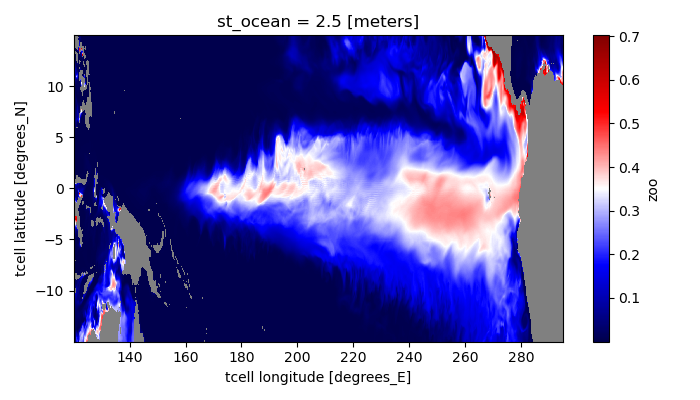 st_ocean = 2.5 [meters]
10
5
0
−5
−10
tcell latitude [degrees_N]
140 160 180 200 220 240 260 280
tcell longitude [degrees_E]
0.7
0.6
0.5
0.4
0.3
0.2
0.1
zoo